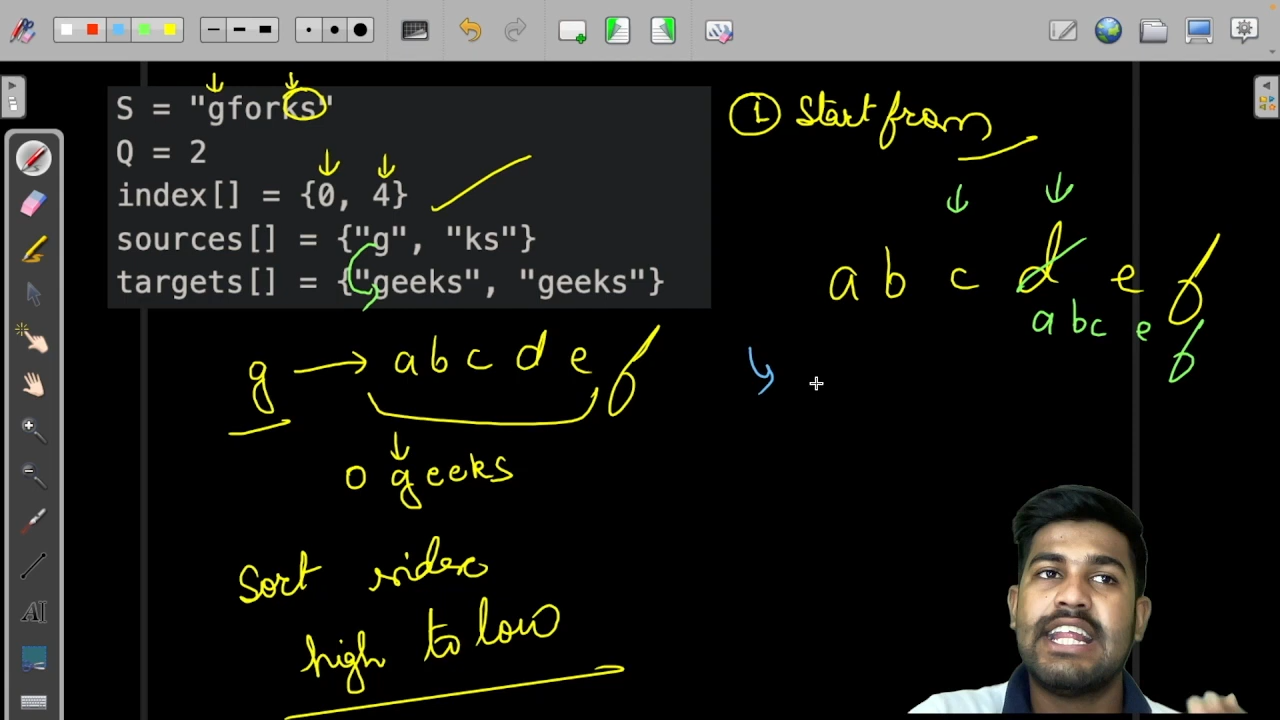 S = "gforks"
Q = 2
index[] = {0, 4}
sources[] = {"g", "ks"}
targets[] = {"geeks", "geeks"}
g → a b c d e f
0 geeks
Sort index
high to low
① Start from
a b c d e f
a bc e f